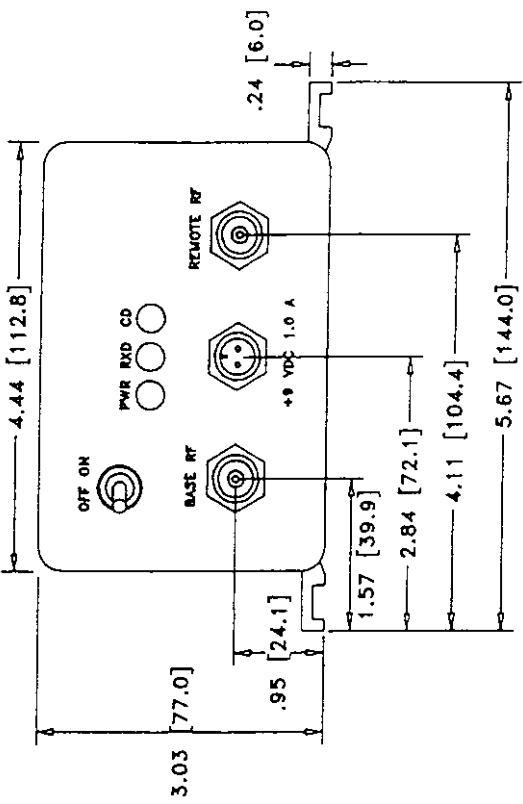 4.44 [112.8]
.24 [6.0]
OFF ON
PWR RXD CD
BASE RF
+9 VDC 1.0 A
REMOTE RF
3.03 [77.0]
.95 [24.1]
1.57 [39.9]
2.84 [72.1]
4.11 [104.4]
5.67 [144.0]